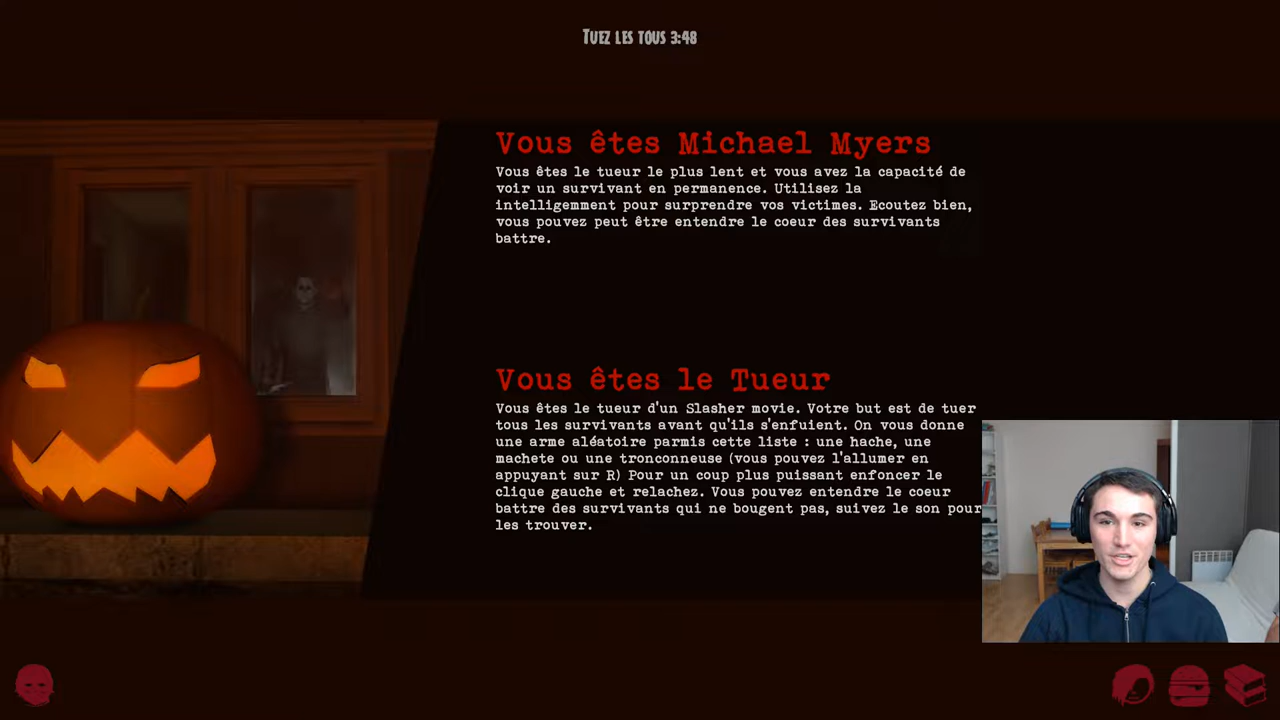 Tuez les tous 3:48
Vous êtes Michael Myers
Vous êtes le tueur le plus lent et vous avez la capacité de
voir un survivant en permanence. Utilisez la
intelligemment pour surprendre vos victimes. Ecoutez bien,
vous pouvez peut être entendre le coeur des survivants
battre.
Vous êtes le Tueur
Vous êtes le tueur d'un Slasher movie. Votre but est de tuer
tous les survivants avant qu'ils s'enfuient. On vous donne
une arme aléatoire parmis cette liste : une hache, une
machete ou une tronconneuse (vous pouvez l'allumer en
appuyant sur R) Pour un coup plus puissant enfoncer le
clique gauche et relachez. Vous pouvez entendre le coeur
battre des survivants qui ne bougent pas, suivez le son pour
les trouver.